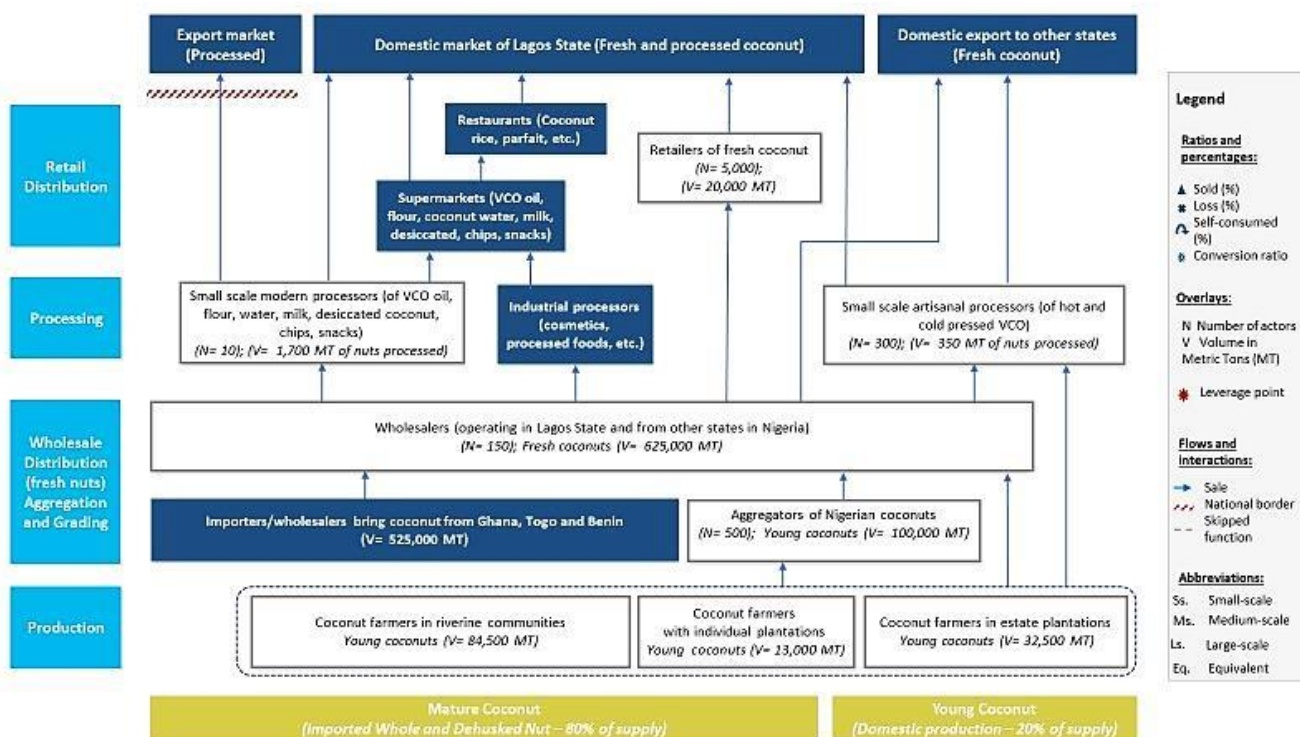 Export market
(Processed)
Domestic market of Lagos State (Fresh and processed coconut)
Domestic export to other states
(Fresh coconut)
Retail
Distribution
Restaurants (Coconut
rice, parfait, etc.)
Retailers of fresh coconut
(N= 5,000);
(V= 20,000 MT)
Supermarkets (VCO oil,
flour, coconut water, milk,
desiccated, chips, snacks)
Processing
Small scale modern processors (of VCO oil,
flour, water, milk, desiccated coconut,
chips, snacks)
(N= 10); (V= 1,700 MT of nuts processed)
Industrial processors
(cosmetics,
processed foods, etc.)
Small scale artisanal processors (of hot and
cold pressed VCO)
(N= 300); (V= 350 MT of nuts processed)
Wholesale
Distribution
(fresh nuts)
Aggregation
and Grading
Wholesalers (operating in Lagos State and from other states in Nigeria)
(N= 150); Fresh coconuts (V= 625,000 MT)
Importers/wholesalers bring coconut from Ghana, Togo and Benin
(V= 525,000 MT)
Aggregators of Nigerian coconuts
(N= 500); Young coconuts (V= 100,000 MT)
Production
Coconut farmers in riverine communities
Young coconuts (V= 84,500 MT)
Coconut farmers
with individual plantations
Young coconuts (V= 13,000 MT)
Coconut farmers in estate plantations
Young coconuts (V= 32,500 MT)
Mature Coconut
(Imported Whole and Dehusked Nut – 80% of supply)
Young Coconut
(Domestic production – 20% of supply)
Legend
Ratios and
percentages:
Sold (%)
Loss (%)
Self-consumed
(%)
Conversion ratio
Overlays:
N Number of actors
V Volume in
Metric Tons (MT)
Leverage point
Flows and
interactions:
Sale
National border
Skipped
function
Abbreviations:
Ss. Small-scale
Ms. Medium-scale
Ls. Large-scale
Eq. Equivalent